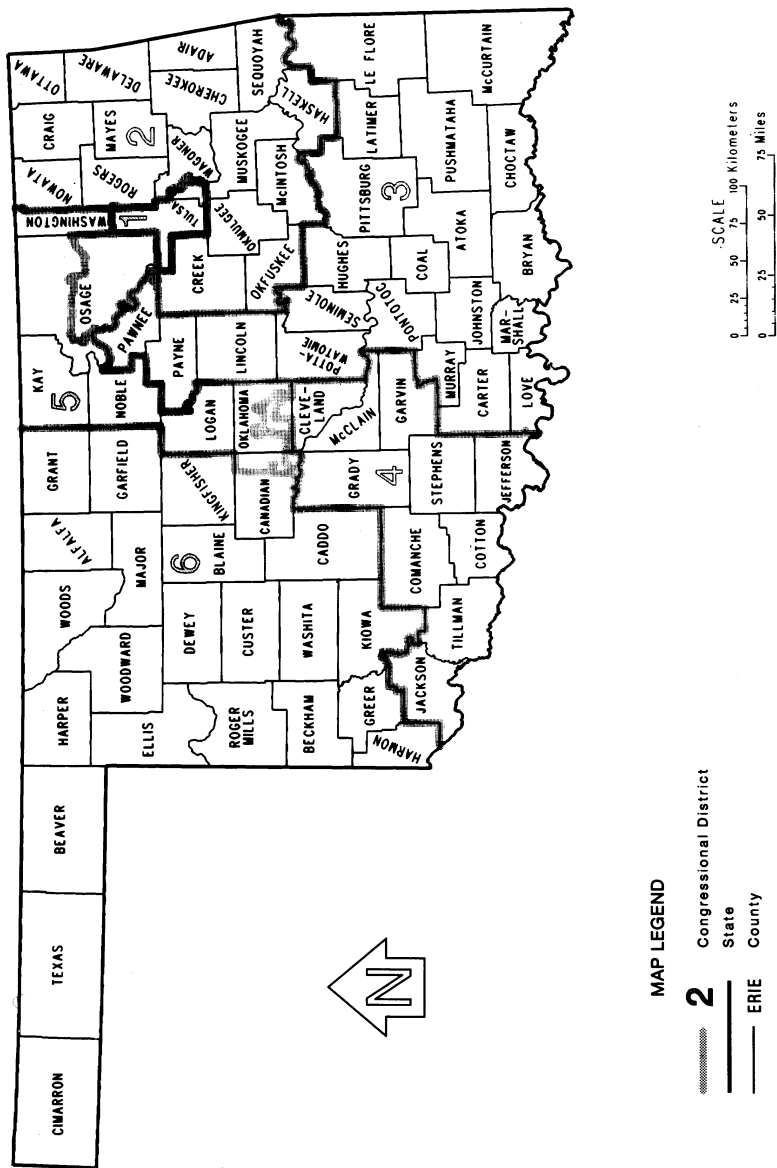 CIMARRON
TEXAS
BEAVER
HARPER
WOODS
ALFALFA
GRANT
KAY
5
OSAGE
WASHINGTON
NOWATA
CRAIG
OTTAWA
ELLIS
WOODWARD
MAJOR
GARFIELD
NOBLE
PAWNEE
1
TULSA
ROGERS
MAYES
2
DELAWARE
ROGER
MILLS
DEWEY
BLAINE
6
KINGFISHER
LOGAN
PAYNE
CREEK
WAGONER
CHEROKEE
ADAIR
CUSTER
CANADIAN
OKLAHOMA
LINCOLN
OKMULGEE
MUSKOGEE
SEQUOYAH
BECKHAM
WASHITA
CADDO
GRADY
4
CLEVE-
LAND
McCLAIN
POTTA-
WATOMIE
SEMINOLE
OKFUSKEE
McINTOSH
HASKELL
HARMON
GREER
KIOWA
COMANCHE
GARVIN
PONTOTOC
HUGHES
PITTSBURG
3
LATIMER
LE FLORE
JACKSON
TILLMAN
COTTON
STEPHENS
MURRAY
COAL
JEFFERSON
CARTER
JOHNSTON
ATOKA
PUSHMATAHA
McCURTAIN
LOVE
MAR-
SHALL
BRYAN
CHOCTAW
N
MAP LEGEND
2 Congressional District
State
ERIE County
SCALE
0 25 50 75 100 Kilometers
0 25 50 75 Miles